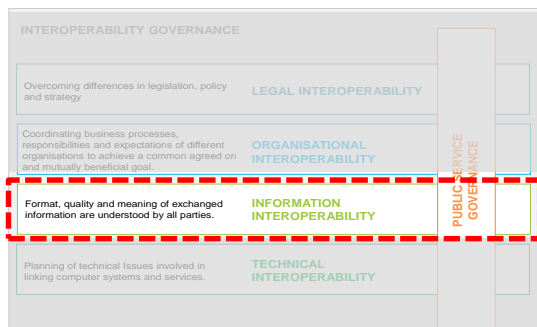 INTEROPERABILITY GOVERNANCE
Overcoming differences in legislation, policy
and strategy
LEGAL INTEROPERABILITY
Coordinating business processes,
responsibilities and expectations of different
organisations to achieve a common agreed on
and mutually beneficial goal.
ORGANISATIONAL
INTEROPERABILITY
Format, quality and meaning of exchanged
information are understood by all parties.
INFORMATION
INTEROPERABILITY
Planning of technical Issues involved in
linking computer systems and services.
TECHNICAL
INTEROPERABILITY
PUBLIC SERVICE
GOVERNANCE